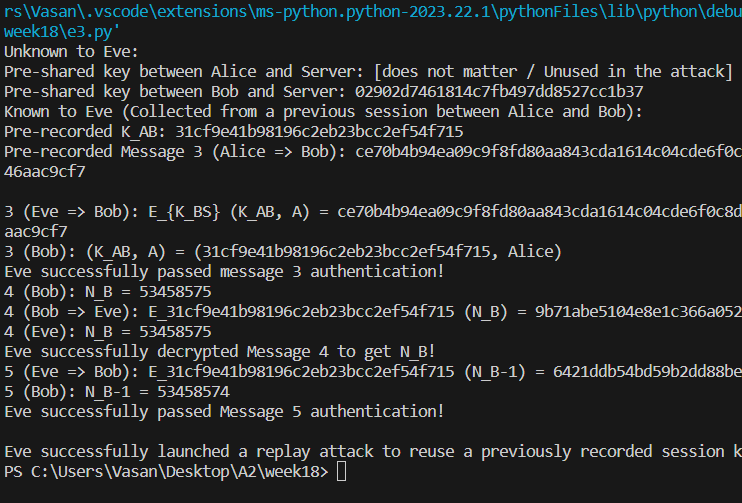 rs\Vasan\.vscode\extensions\ms-python.python-2023.22.1\pythonFiles\lib\python\debu
week18\e3.py'
Unknown to Eve:
Pre-shared key between Alice and Server: [does not matter / Unused in the attack]
Pre-shared key between Bob and Server: 02902d7461814c7fb497dd8527cc1b37
Known to Eve (Collected from a previous session between Alice and Bob):
Pre-recorded K_AB: 31cf9e41b98196c2eb23bcc2ef54f715
Pre-recorded Message 3 (Alice => Bob): ce70b4b94ea09c9f8fd80aa843cda1614c04cde6f0c
46aac9cf7
3 (Eve => Bob): E_{K_BS} (K_AB, A) = ce70b4b94ea09c9f8fd80aa843cda1614c04cde6f0c8d
aac9cf7
3 (Bob): (K_AB, A) = (31cf9e41b98196c2eb23bcc2ef54f715, Alice)
Eve successfully passed message 3 authentication!
4 (Bob): N_B = 53458575
4 (Bob => Eve): E_31cf9e41b98196c2eb23bcc2ef54f715 (N_B) = 9b71abe5104e8e1c366a052
4 (Eve): N_B = 53458575
Eve successfully decrypted Message 4 to get N_B!
5 (Eve => Bob): E_31cf9e41b98196c2eb23bcc2ef54f715 (N_B-1) = 6421ddb54bd59b2dd88be
5 (Bob): N_B-1 = 53458574
Eve successfully passed Message 5 authentication!
Eve successfully launched a replay attack to reuse a previously recorded session k
PS C:\Users\Vasan\Desktop\A2\week18>